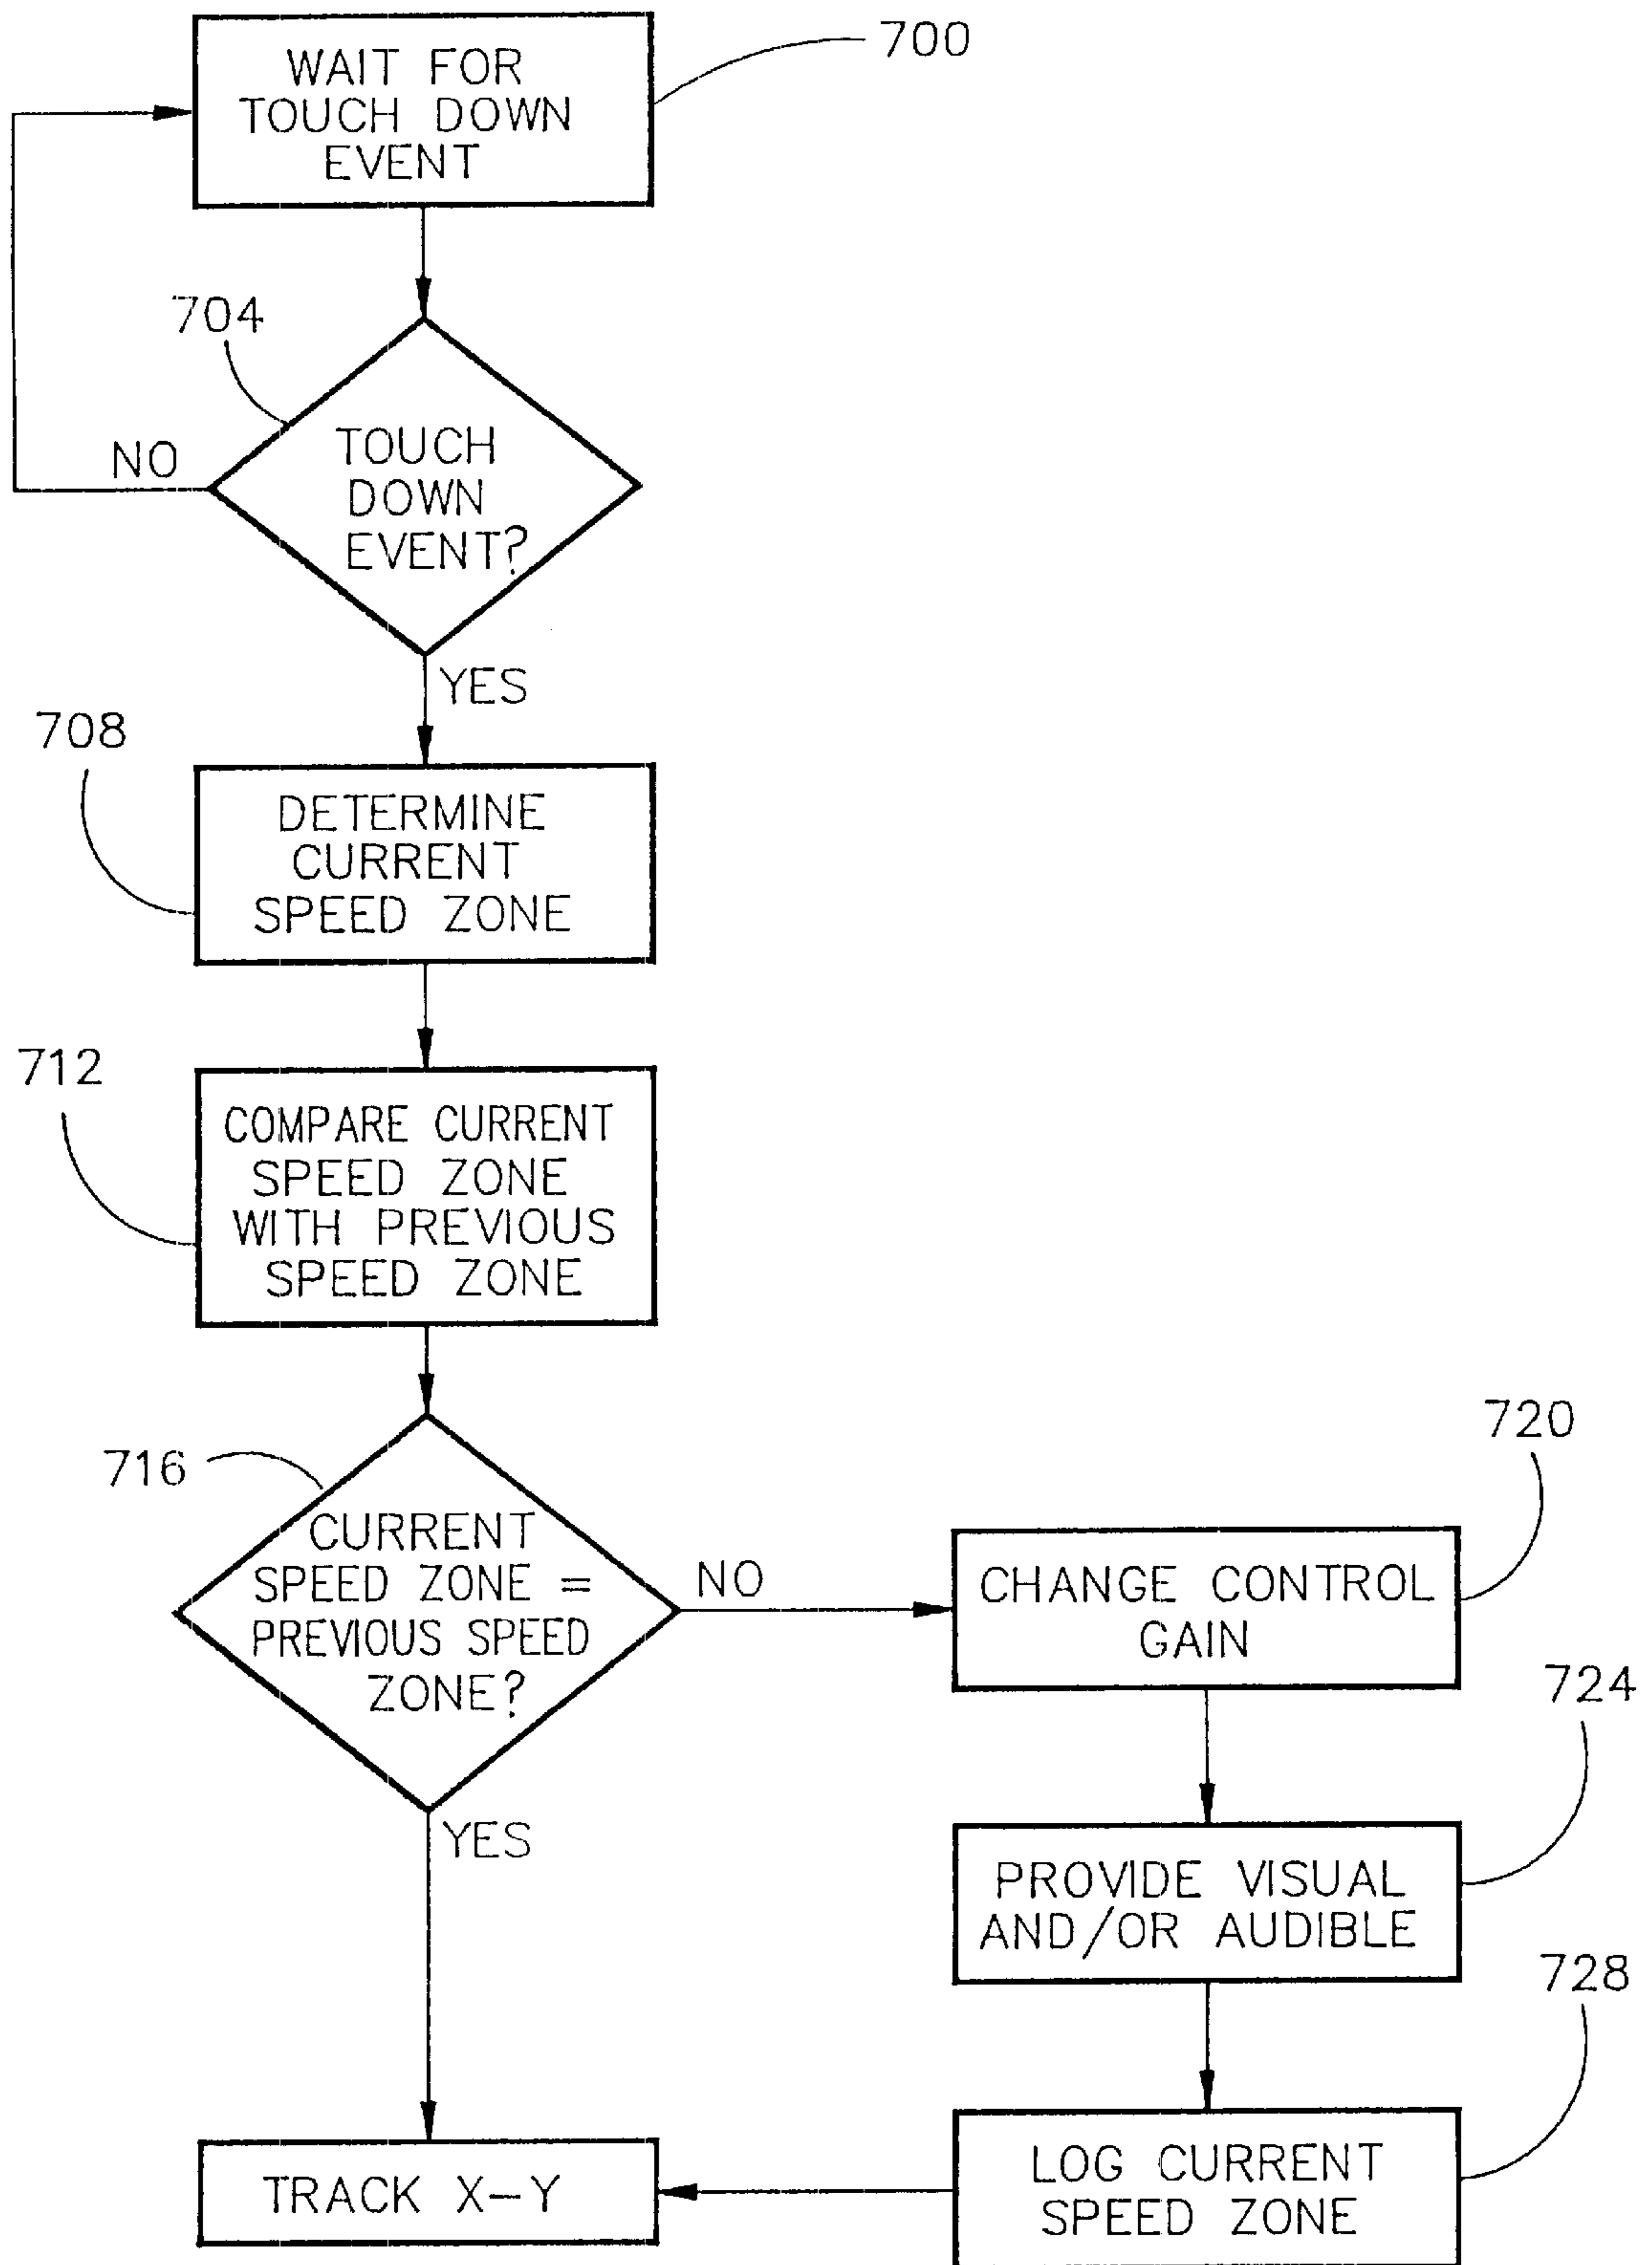 700
WAIT FOR
TOUCH DOWN
EVENT
704
NO
TOUCH
DOWN
EVENT?
YES
708
DETERMINE
CURRENT
SPEED ZONE
712
COMPARE CURRENT
SPEED ZONE
WITH PREVIOUS
SPEED ZONE
716
CURRENT
SPEED ZONE =
PREVIOUS SPEED
ZONE?
NO
720
CHANGE CONTROL
GAIN
724
PROVIDE VISUAL
AND/OR AUDIBLE
728
LOG CURRENT
SPEED ZONE
YES
TRACK X-Y